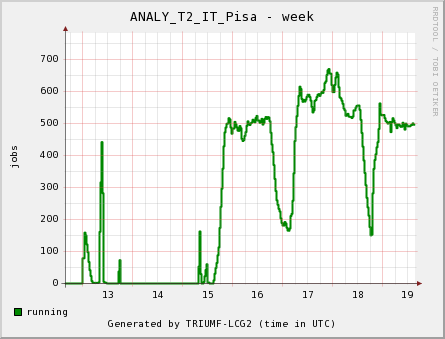 ANALY_T2_IT_Pisa - week
RRDTOOL / TOBI OETIKER
jobs
700
600
500
400
300
200
100
0
13 14 15 16 17 18 19
running
Generated by TRIUMF-LCG2 (time in UTC)